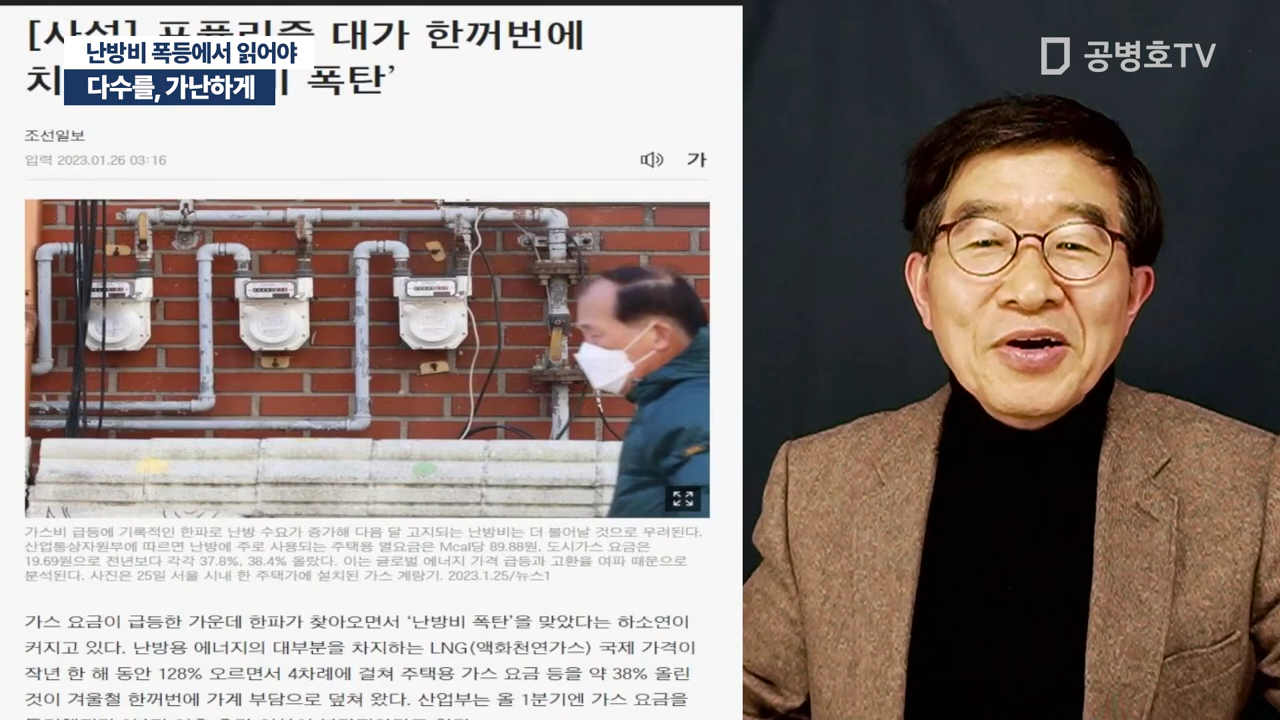 [사설] 포퓰리즘 대가 한꺼번에
난방비 폭등에서 읽어야
치 폭탄’
다수를, 가난하게
공병호TV
조선일보
입력 2023.01.26 03:16
가
가스비 급등에 기록적인 한파로 난방 수요가 증가해 다음 달 고지되는 난방비는 더 불어날 것으로 우려된다.
산업통상자원부에 따르면 난방에 주로 사용되는 주택용 열요금은 Mcal당 89.88원, 도시가스 요금은
19.69원으로 전년보다 각각 37.8%, 38.4% 올랐다. 이는 글로벌 에너지 가격 급등과 고환율 여파 때문으로
분석된다. 사진은 25일 서울 시내 한 주택가에 설치된 가스 계량기. 2023.1.25/뉴스1
가스 요금이 급등한 가운데 한파가 찾아오면서 ‘난방비 폭탄’을 맞았다는 하소연이
커지고 있다. 난방용 에너지의 대부분을 차지하는 LNG(액화천연가스) 국제 가격이
작년 한 해 동안 128% 오르면서 4차례에 걸쳐 주택용 가스 요금 등을 약 38% 올린
것이 겨울철 한꺼번에 가계 부담으로 덮쳐 왔다. 산업부는 올 1분기엔 가스 요금을